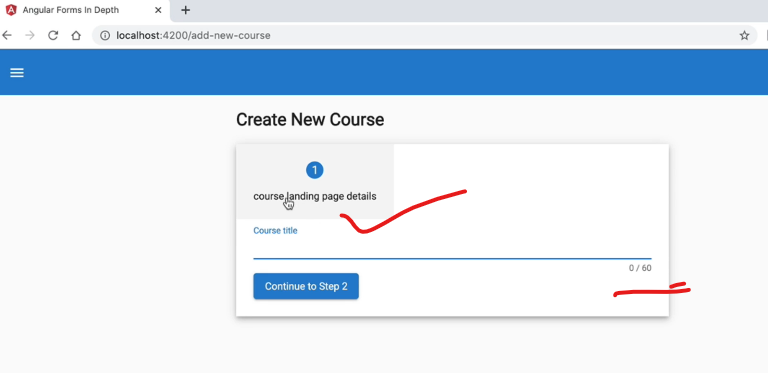 Angular Forms In Depth
localhost:4200/add-new-course
Create New Course
1
course landing page details
Course title
0 / 60
Continue to Step 2